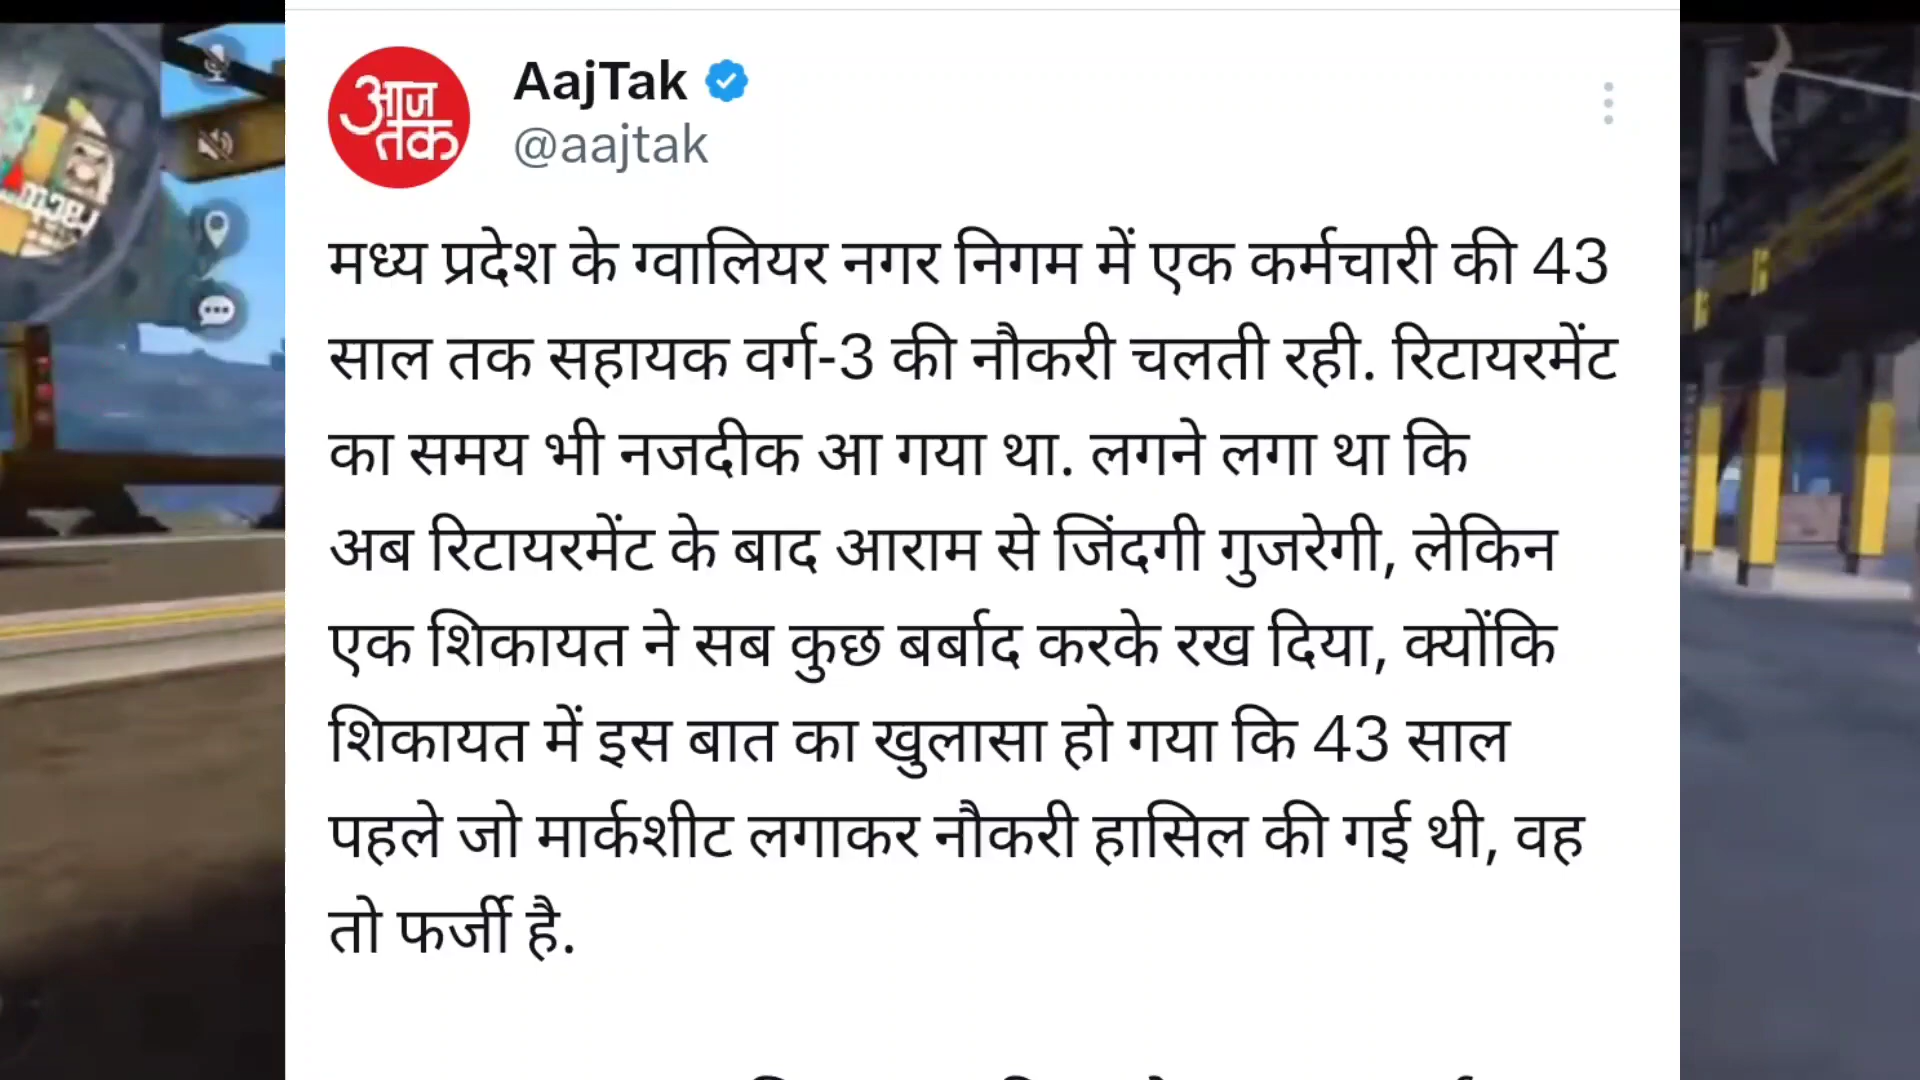 आज
तक
AajTak
@aajtak
मध्य प्रदेश के ग्वालियर नगर निगम में एक कर्मचारी की 43
साल तक सहायक वर्ग-3 की नौकरी चलती रही. रिटायरमेंट
का समय भी नजदीक आ गया था. लगने लगा था कि
अब रिटायरमेंट के बाद आराम से जिंदगी गुजरेगी, लेकिन
एक शिकायत ने सब कुछ बर्बाद करके रख दिया, क्योंकि
शिकायत में इस बात का खुलासा हो गया कि 43 साल
पहले जो मार्कशीट लगाकर नौकरी हासिल की गई थी, वह
तो फर्जी है.